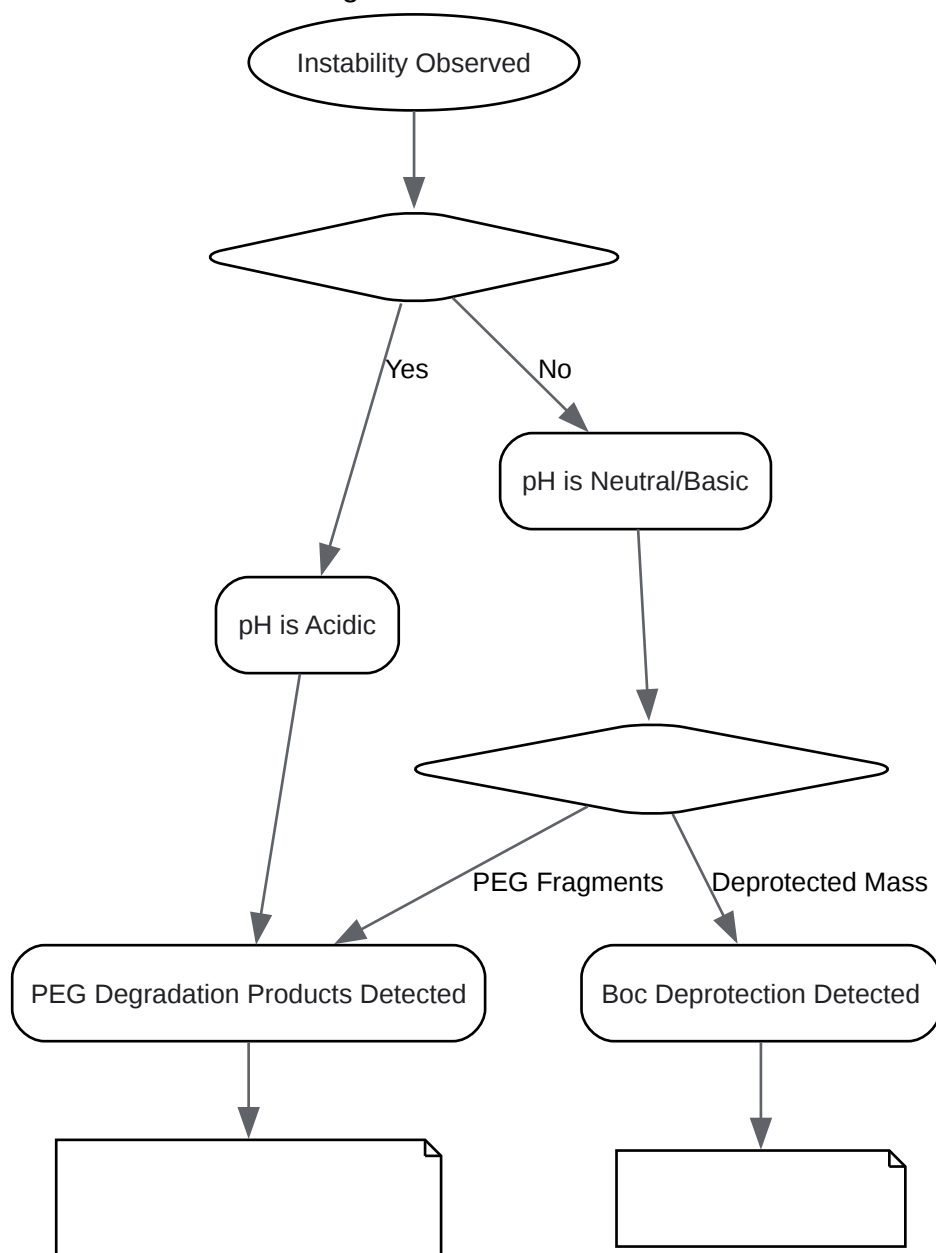 Instability Observed
Yes
No
pH is Neutral/Basic
pH is Acidic
PEG Fragments
Deprotected Mass
PEG Degradation Products Detected
Boc Deprotection Detected